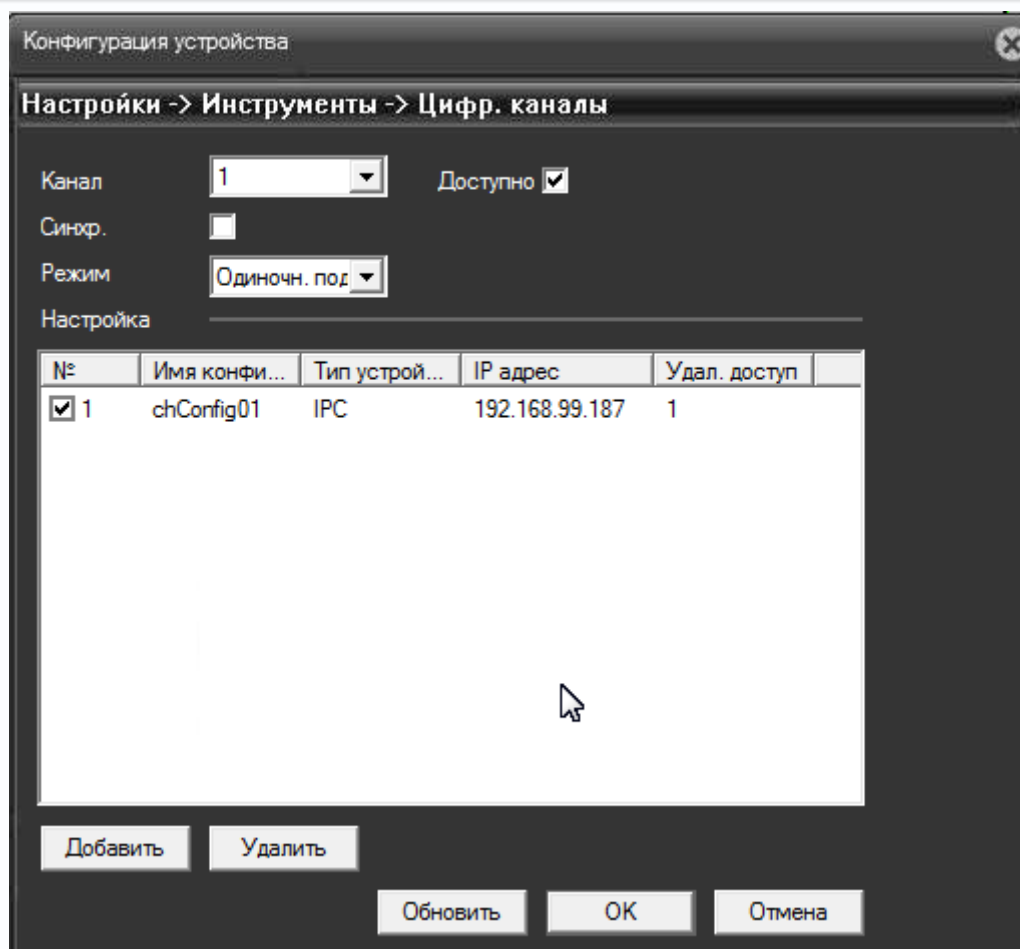 Конфигурация устройства
Настройки -> Инструменты -> Цифр. каналы
Канал 1 Доступно
Синхр.
Режим Одиночн. под
Настройка
№ Имя конфи... Тип устрой... IP адрес Удал. доступ
1 chConfig01 IPC 192.168.99.187 1
Добавить Удалить
Обновить OK Отмена